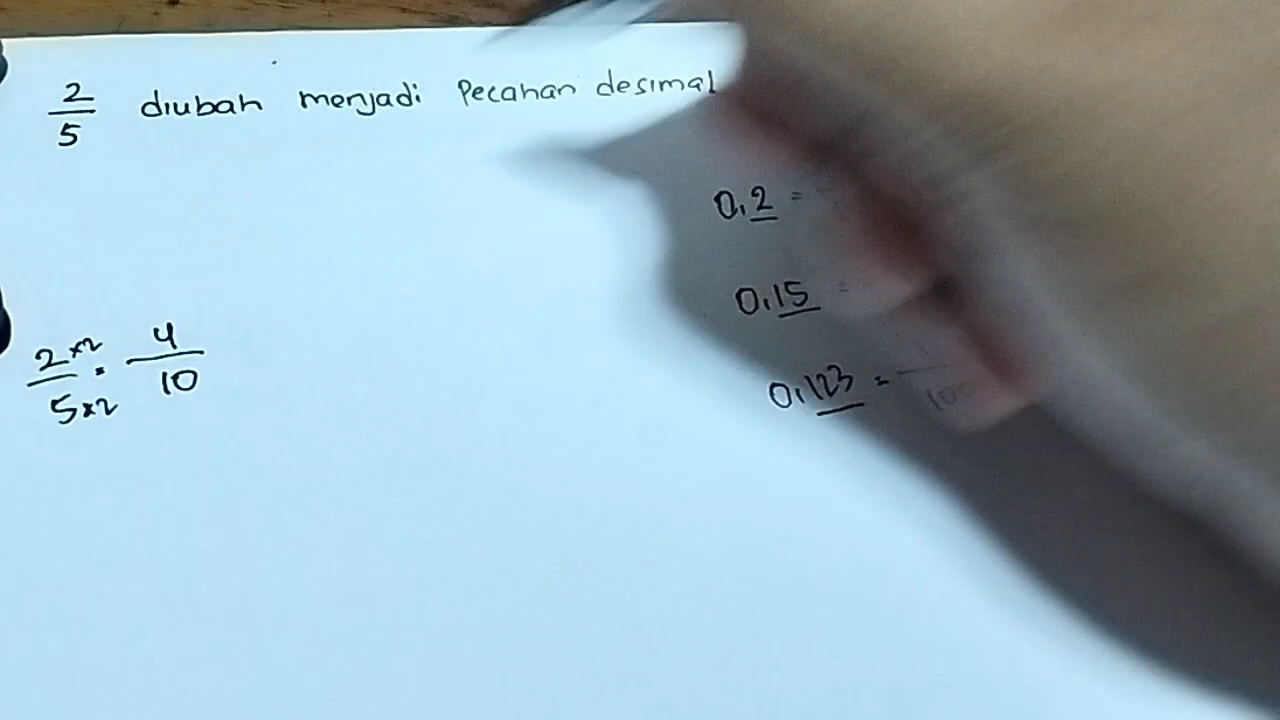 2/5 diubah menjadi Pecahan desimal
0,2 =
0,15 =
0,123 =
2×2/5×2 = 4/10